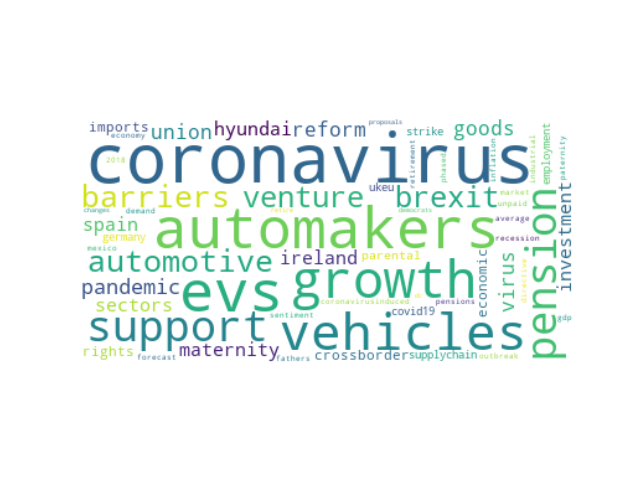 imports
economy
union
hyundai
reform
proposals
strike
goods
2018
coronavirus
retirement
phased
inflation
industrial
employment
paternity
barriers
venture
ukeu
brexit
market
unpaid
changes
demand
retire
democrats
average
spain
germany
automakers
recession
mexico
automotive
ireland
parental
pension
investment
pandemic
evs
growth
economic
virus
directive
sectors
coronavirusinduced
pensions
covid19
sentiment
support
vehicles
gdp
rights
forecast
maternity
fathers
crossborder
supplychain
outbreak